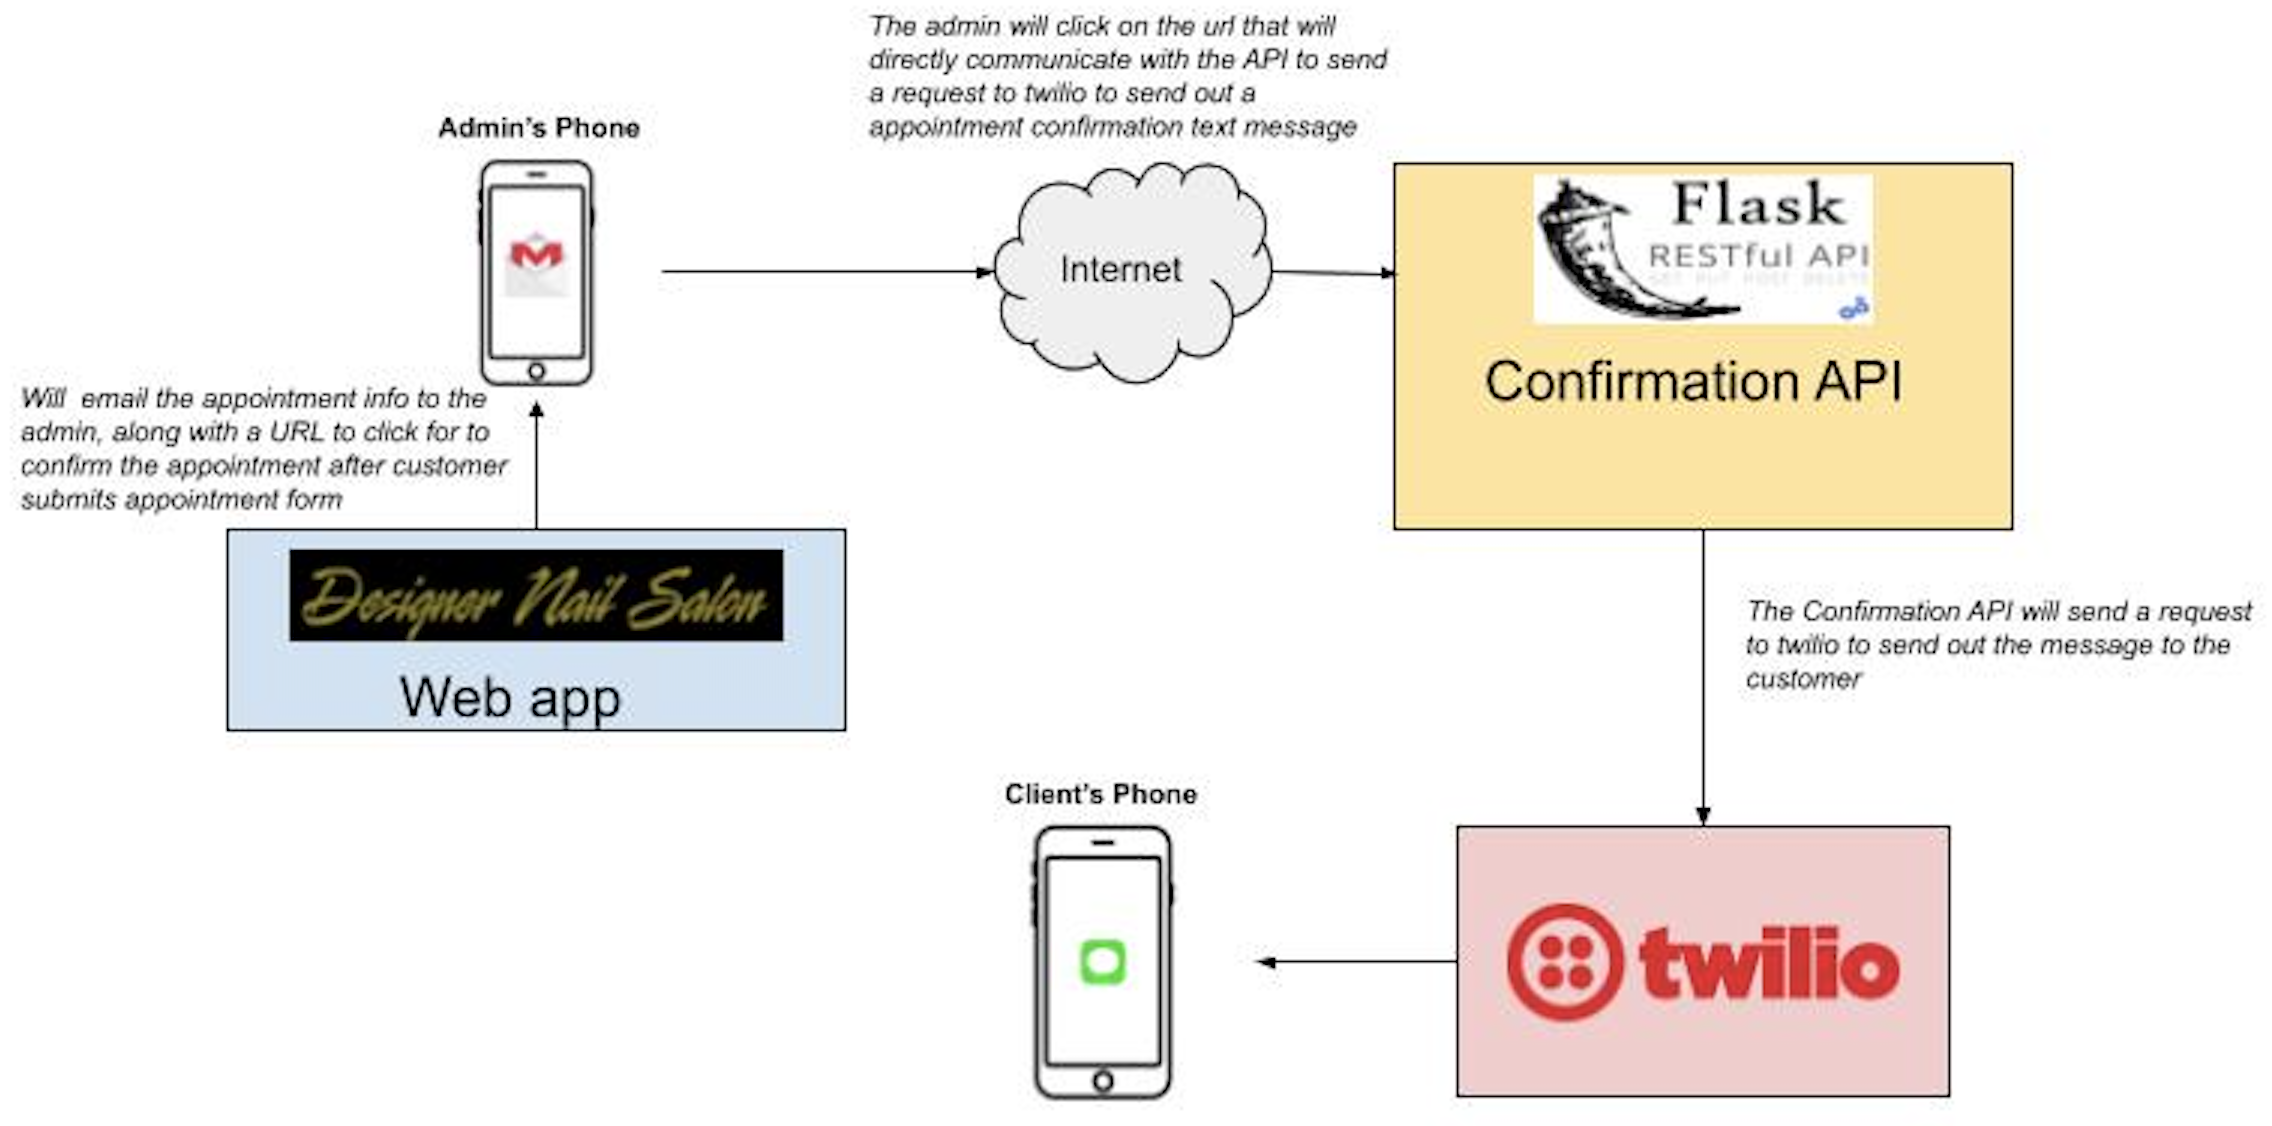 The admin will click on the url that will
directly communicate with the API to send
a request to twilio to send out a
appointment confirmation text message
Admin's Phone
Internet
Flask
RESTful API
GET PUT POST DELETE
Confirmation API
Will email the appointment info to the
admin, along with a URL to click for to
confirm the appointment after customer
submits appointment form
Designer Nail Salon
Web app
The Confirmation API will send a request
to twilio to send out the message to the
customer
Client's Phone
twilio